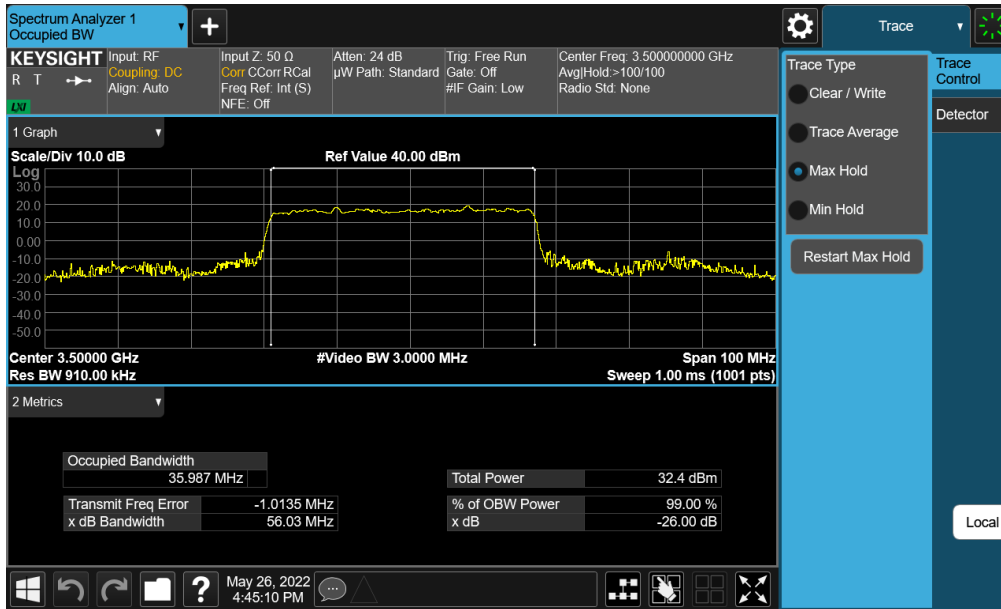 Spectrum Analyzer 1
Occupied BW
+
Trace
KEYSIGHT
R T
LXI
Input: RF
Coupling: DC
Align: Auto
Input Z: 50 Ω
Corr CCorr RCal
Freq Ref: Int (S)
NFE: Off
Atten: 24 dB
µW Path: Standard
Trig: Free Run
Gate: Off
#IF Gain: Low
Center Freq: 3.500000000 GHz
Avg|Hold:>100/100
Radio Std: None
Trace Type
Clear / Write
Trace Average
Max Hold
Min Hold
Restart Max Hold
Trace
Control
Detector
Local
1 Graph
Scale/Div 10.0 dB
Ref Value 40.00 dBm
Log
30.0
20.0
10.0
0.00
-10.0
-20.0
-30.0
-40.0
-50.0
Center 3.50000 GHz
#Video BW 3.0000 MHz
Span 100 MHz
Res BW 910.00 kHz
Sweep 1.00 ms (1001 pts)
2 Metrics
Occupied Bandwidth
35.987 MHz
Total Power 32.4 dBm
Transmit Freq Error -1.0135 MHz
% of OBW Power 99.00 %
x dB Bandwidth 56.03 MHz
x dB -26.00 dB
?
May 26, 2022
4:45:10 PM